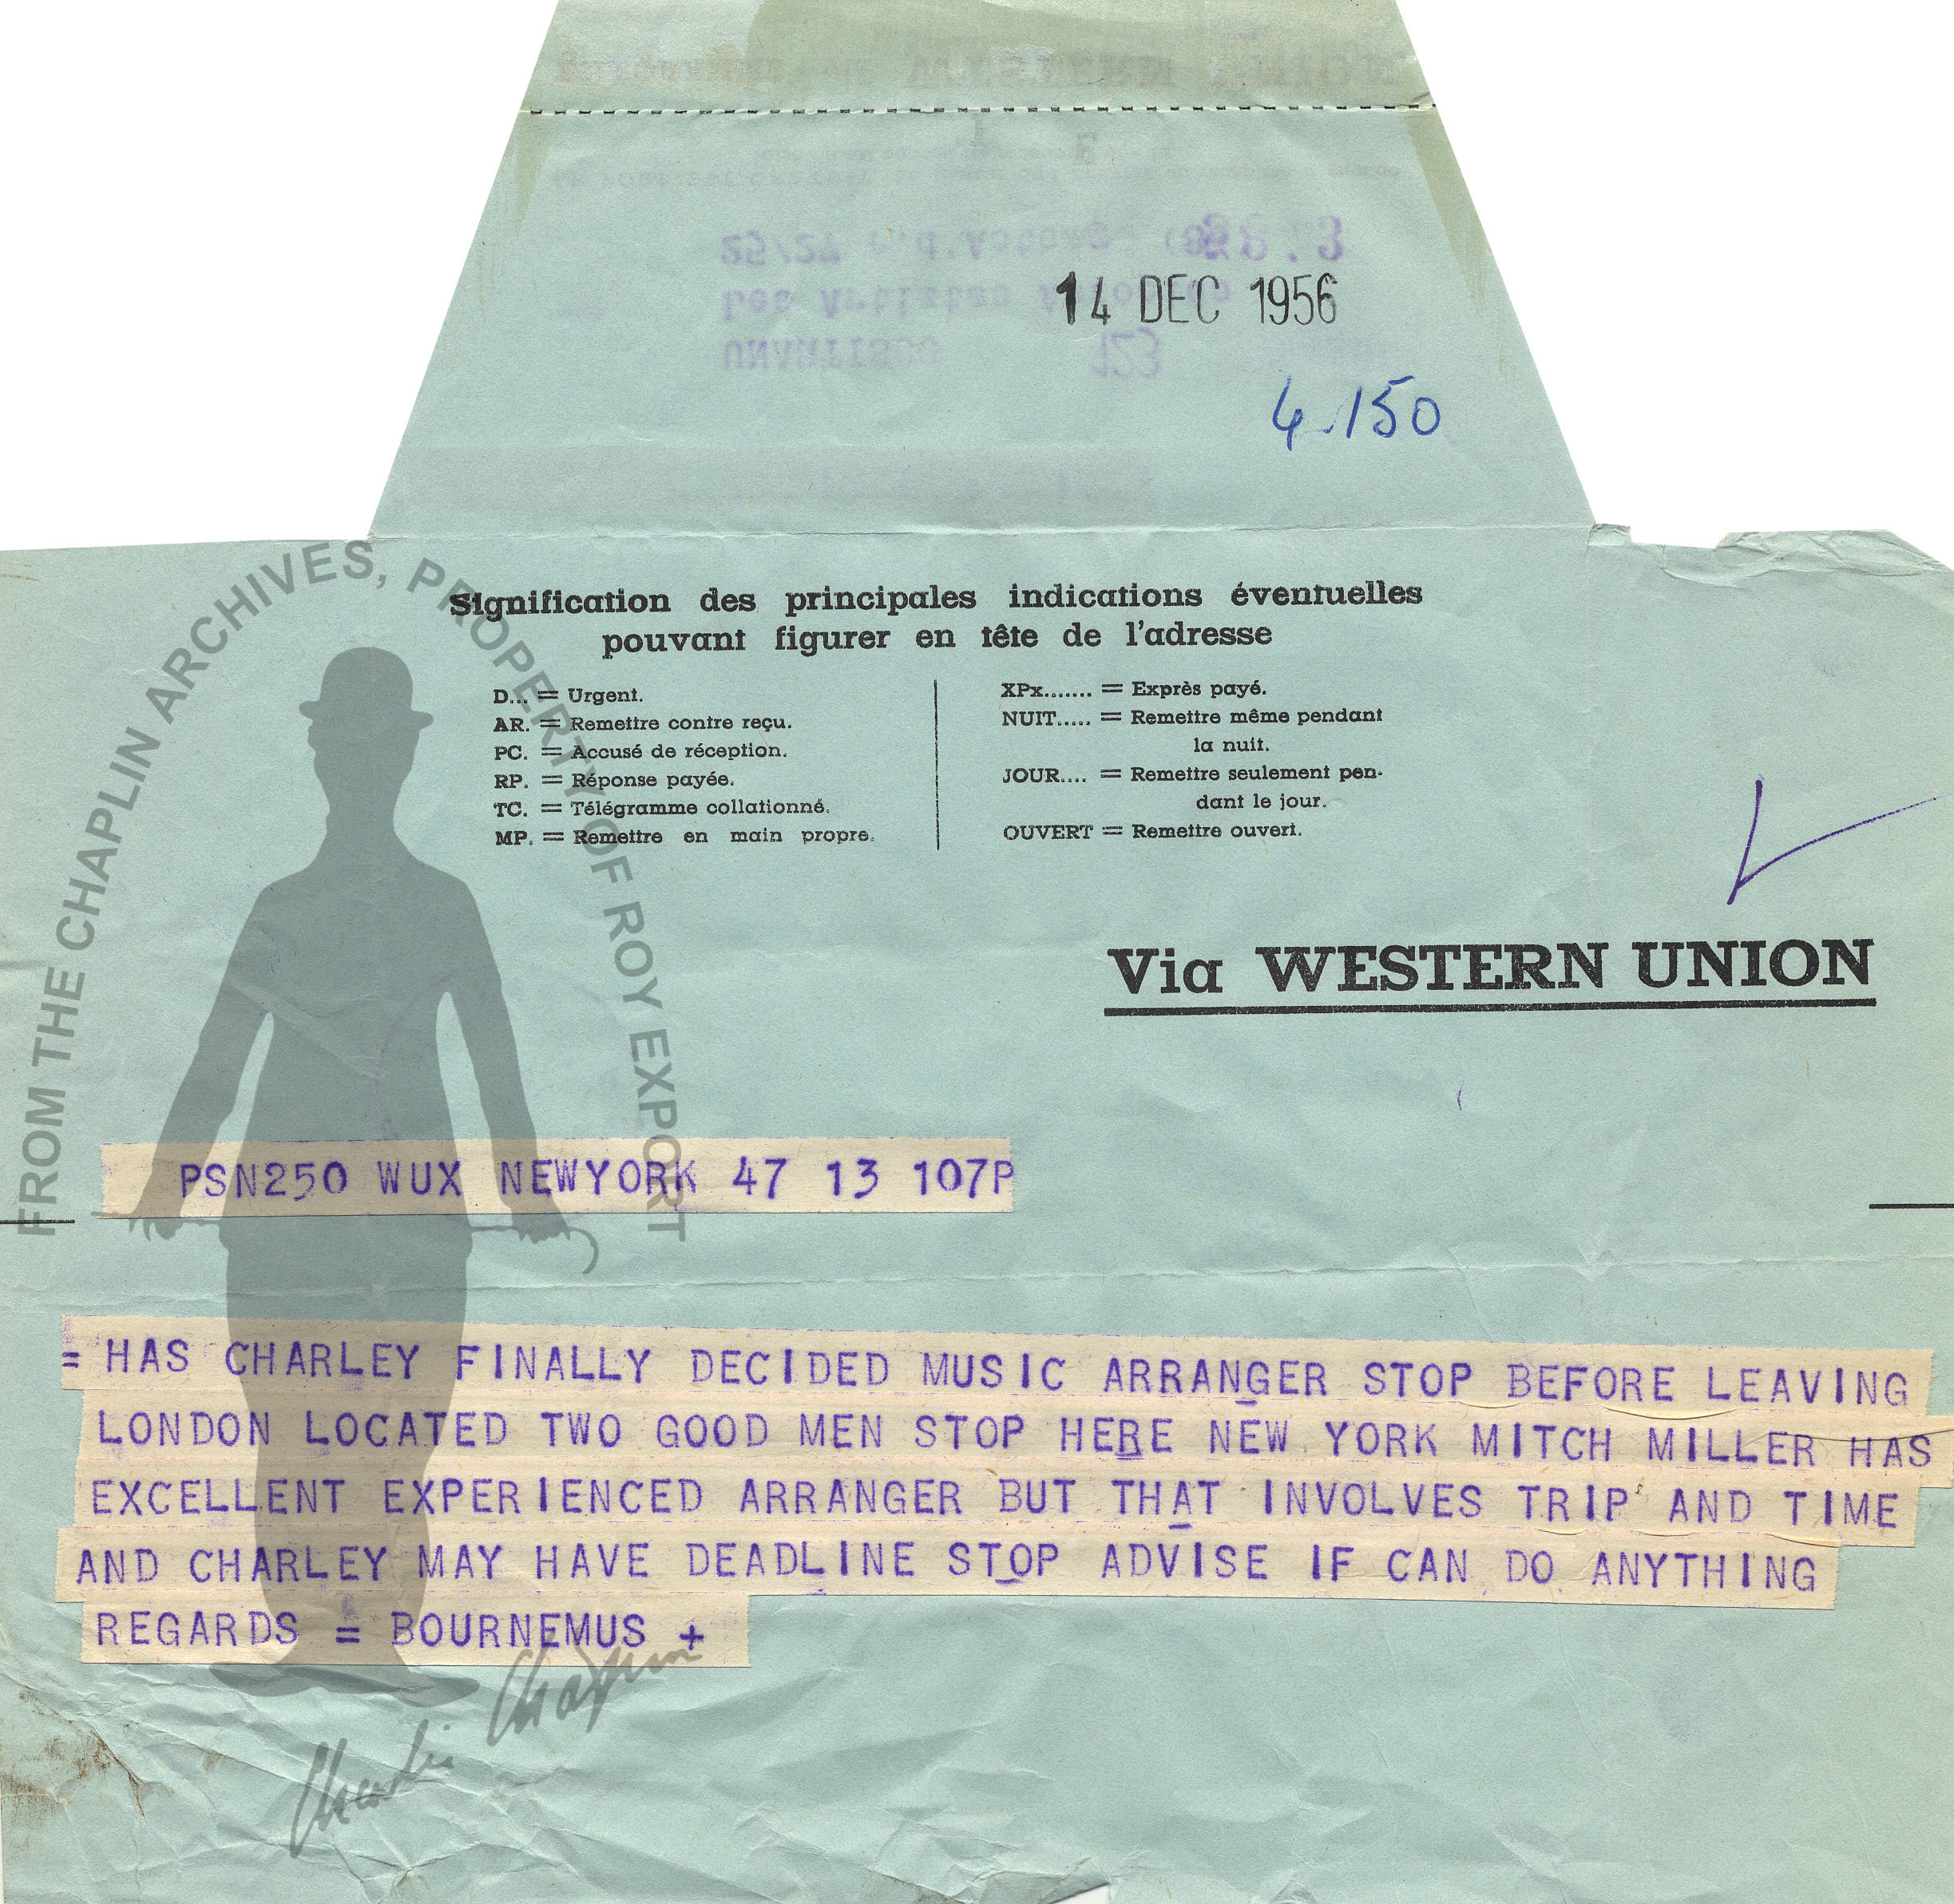 14 DEC 1956
4.150
Signification des principales indications éventuelles
pouvant figurer en tête de l'adresse
D... = Urgent.
AR. = Remettre contre reçu.
PC. = Accusé de réception.
RP. = Réponse payée.
TC. = Télégramme collationné.
MP. = Remettre en main propre.
XPx....... = Exprès payé.
NUIT..... = Remettre même pendant
la nuit.
JOUR.... = Remettre seulement pen-
dant le jour.
OUVERT = Remettre ouvert.
Via WESTERN UNION
PSN250 WUX NEWYORK 47 13 107P
= HAS CHARLEY FINALLY DECIDED MUSIC ARRANGER STOP BEFORE LEAVING
LONDON LOCATED TWO GOOD MEN STOP HERE NEW YORK MITCH MILLER HAS
EXCELLENT EXPERIENCED ARRANGER BUT THAT INVOLVES TRIP AND TIME
AND CHARLEY MAY HAVE DEADLINE STOP ADVISE IF CAN DO ANYTHING
REGARDS = BOURNEMUS +
FROM THE CHAPLIN ARCHIVES, PROPERTY OF ROY EXPORT
Charlie Chaplin